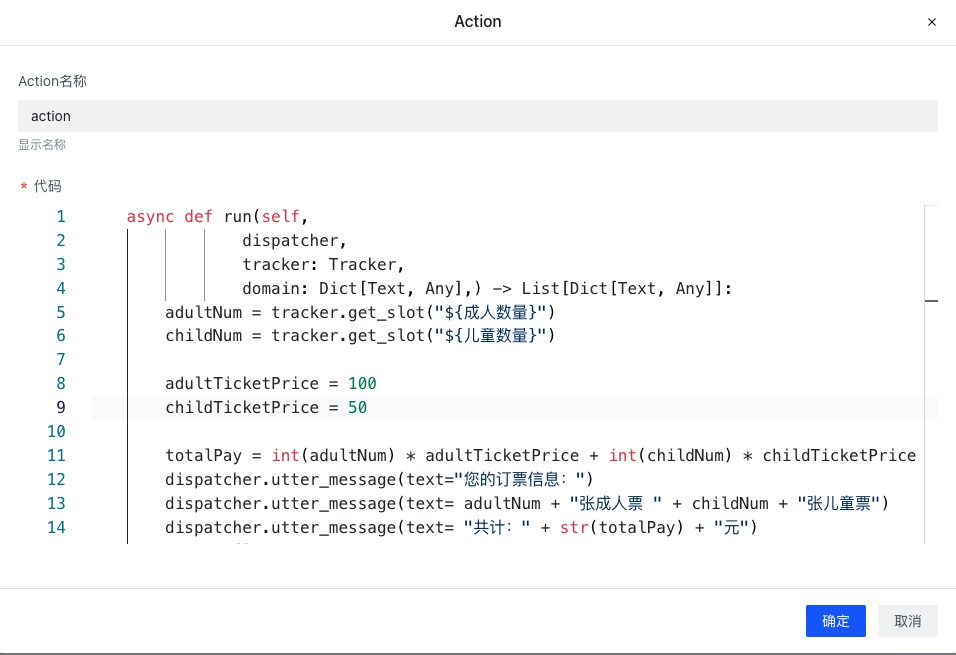 Action
×
Action名称
action
显示名称
* 代码
1 async def run(self,
2 dispatcher,
3 tracker: Tracker,
4 domain: Dict[Text, Any],) -> List[Dict[Text, Any]]:
5 adultNum = tracker.get_slot("${成人数量}")
6 childNum = tracker.get_slot("${儿童数量}")
7
8 adultTicketPrice = 100
9 childTicketPrice = 50
10
11 totalPay = int(adultNum) * adultTicketPrice + int(childNum) * childTicketPrice
12 dispatcher.utter_message(text="您的订票信息：")
13 dispatcher.utter_message(text= adultNum + "张成人票 " + childNum + "张儿童票")
14 dispatcher.utter_message(text= "共计：" + str(totalPay) + "元")
确定 取消